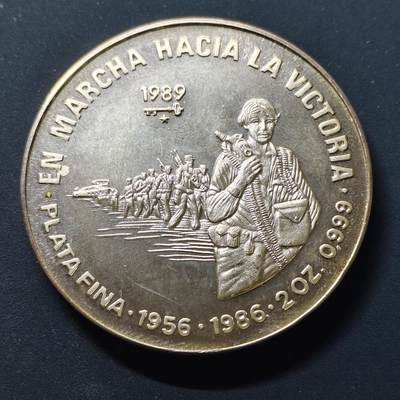 EN MARCHA HACIA LA VICTORIA
1989
PLATA FINA · 1956 · 1986 · 2 OZ. 0,999